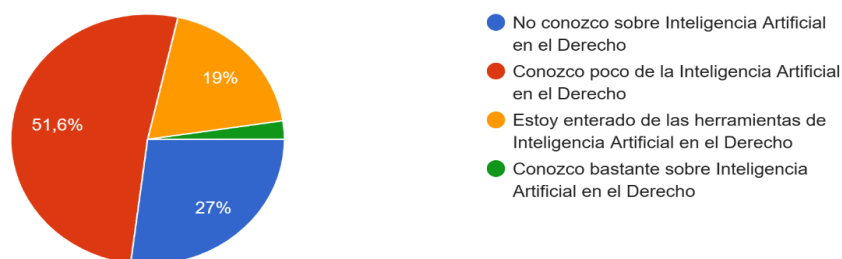 No conozco sobre Inteligencia Artificial
en el Derecho
Conozco poco de la Inteligencia Artificial
en el Derecho
Estoy enterado de las herramientas de
Inteligencia Artificial en el Derecho
Conozco bastante sobre Inteligencia
Artificial en el Derecho
19%
51,6%
27%